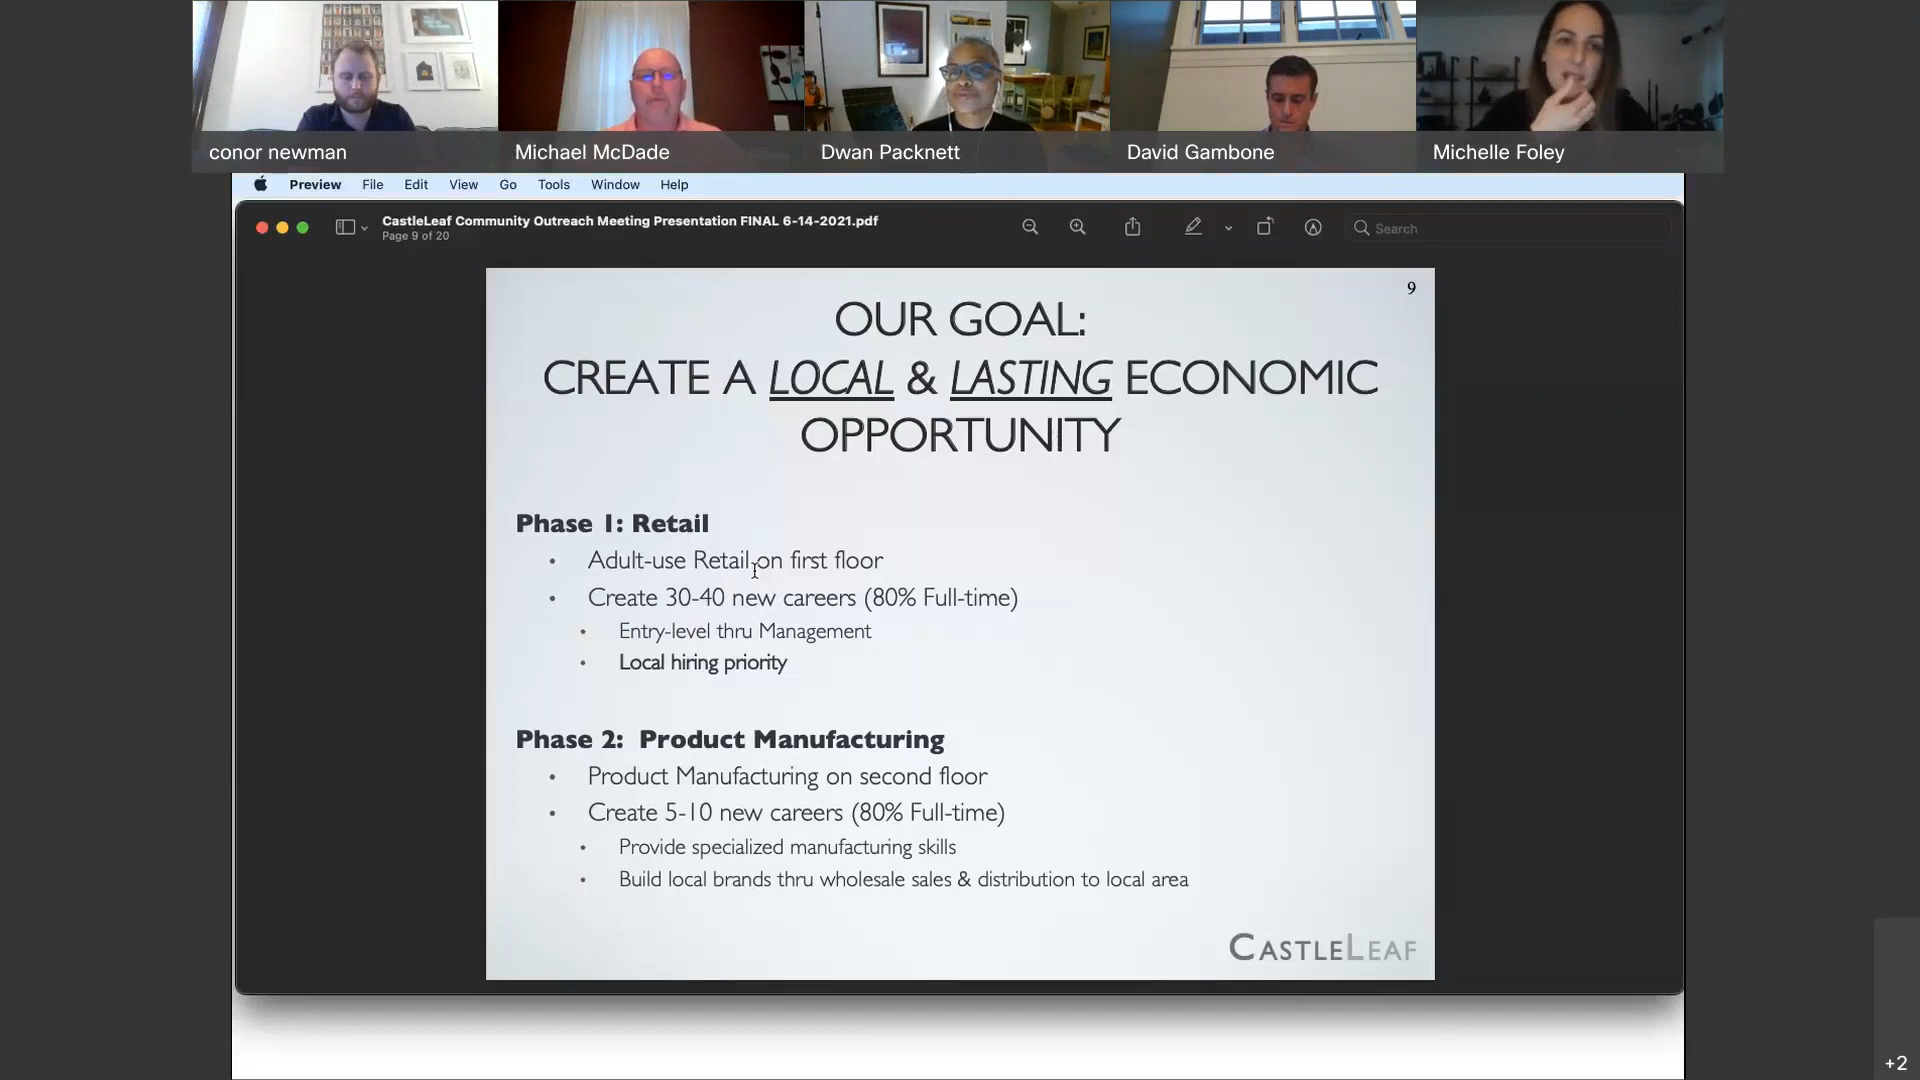 conor newman
Michael McDade
Dwan Packnett
David Gambone
Michelle Foley
Preview File Edit View Go Tools Window Help
CastleLeaf Community Outreach Meeting Presentation FINAL 6-14-2021.pdf
Page 9 of 20
Search
9
OUR GOAL:
CREATE A LOCAL & LASTING ECONOMIC
OPPORTUNITY
Phase 1: Retail
• Adult-use Retail on first floor
• Create 30-40 new careers (80% Full-time)
• Entry-level thru Management
• Local hiring priority
Phase 2: Product Manufacturing
• Product Manufacturing on second floor
• Create 5-10 new careers (80% Full-time)
• Provide specialized manufacturing skills
• Build local brands thru wholesale sales & distribution to local area
CASTLELEAF
+2